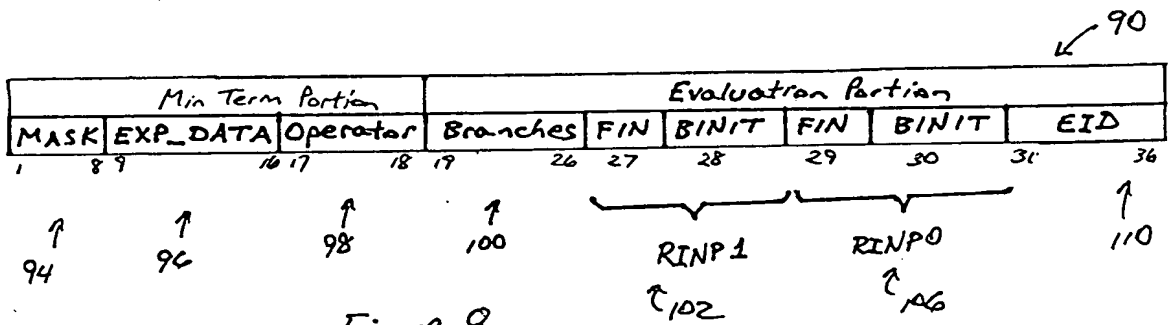 90
Min Term Portion Evaluation Portion
MASK EXP_DATA Operator Branches FIN BINIT FIN BINIT EID
1 8 9 16 17 18 19 26 27 28 29 30 31 36
94 96 98 100 RINP1 RINP0 110
102 106